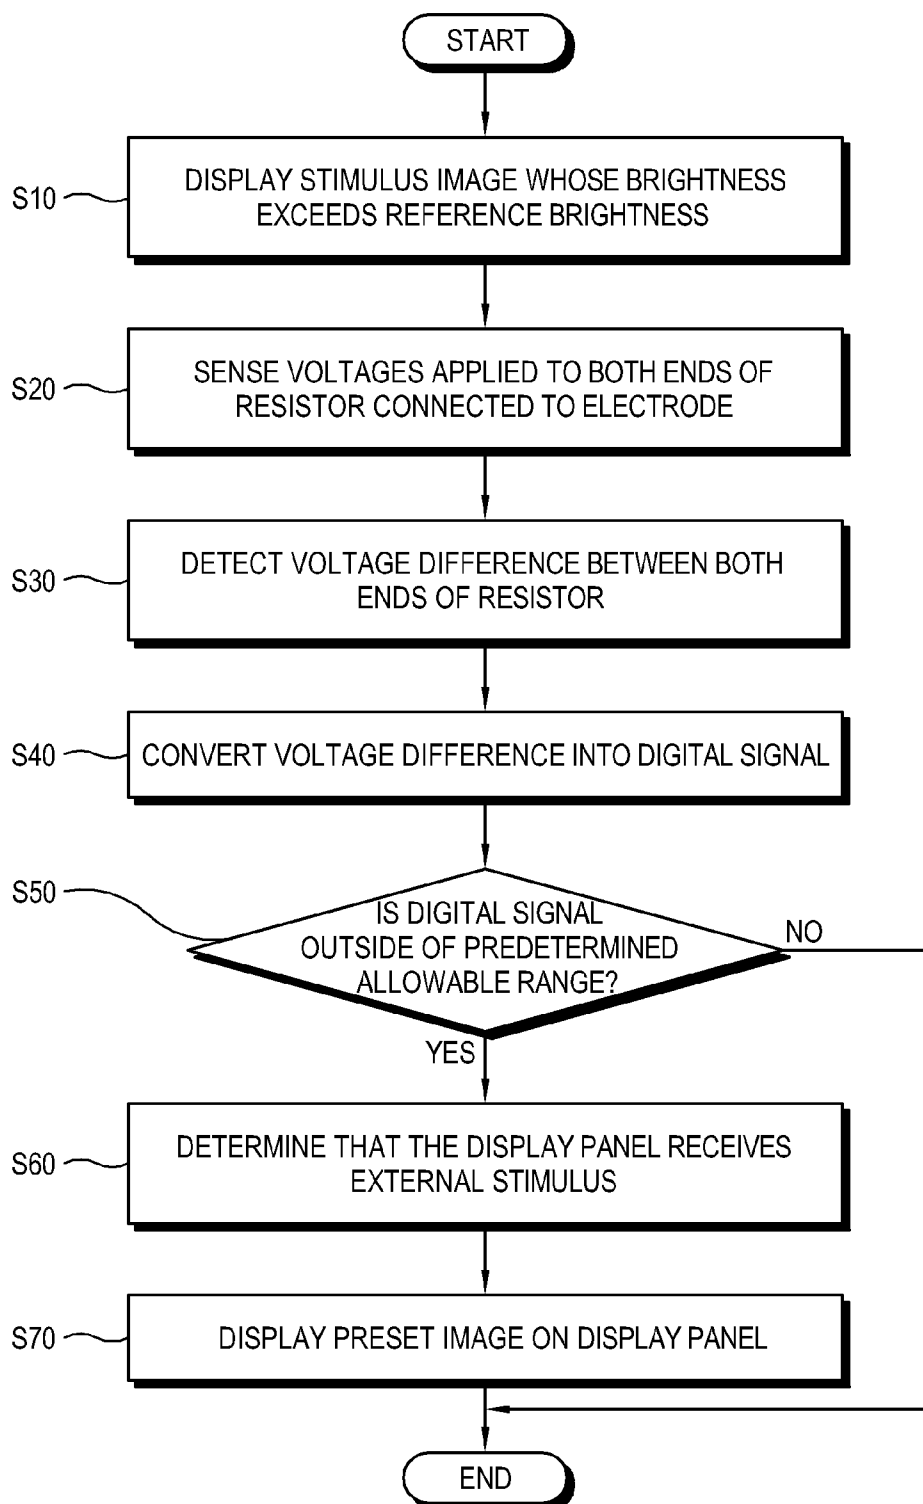 START
S10
DISPLAY STIMULUS IMAGE WHOSE BRIGHTNESS
EXCEEDS REFERENCE BRIGHTNESS
S20
SENSE VOLTAGES APPLIED TO BOTH ENDS OF
RESISTOR CONNECTED TO ELECTRODE
S30
DETECT VOLTAGE DIFFERENCE BETWEEN BOTH
ENDS OF RESISTOR
S40
CONVERT VOLTAGE DIFFERENCE INTO DIGITAL SIGNAL
S50
IS DIGITAL SIGNAL
OUTSIDE OF PREDETERMINED
ALLOWABLE RANGE?
NO
YES
S60
DETERMINE THAT THE DISPLAY PANEL RECEIVES
EXTERNAL STIMULUS
S70
DISPLAY PRESET IMAGE ON DISPLAY PANEL
END